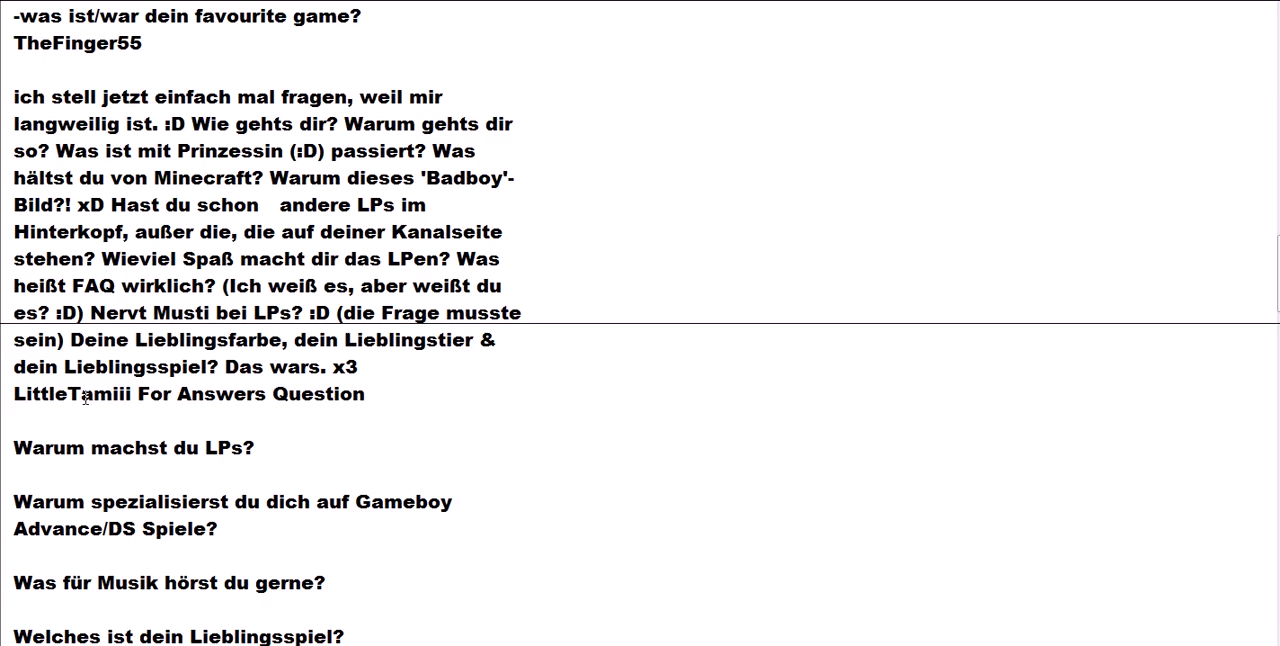 -was ist/war dein favourite game?
TheFinger55
ich stell jetzt einfach mal fragen, weil mir
langweilig ist. :D Wie gehts dir? Warum gehts dir
so? Was ist mit Prinzessin (:D) passiert? Was
hältst du von Minecraft? Warum dieses 'Badboy'-
Bild?! xD Hast du schon andere LPs im
Hinterkopf, außer die, die auf deiner Kanalseite
stehen? Wieviel Spaß macht dir das LPen? Was
heißt FAQ wirklich? (Ich weiß es, aber weißt du
es? :D) Nervt Musti bei LPs? :D (die Frage musste
sein) Deine Lieblingsfarbe, dein Lieblingstier &
dein Lieblingsspiel? Das wars. x3
LittleTamiii For Answers Question
Warum machst du LPs?
Warum spezialisierst du dich auf Gameboy
Advance/DS Spiele?
Was für Musik hörst du gerne?
Welches ist dein Lieblingsspiel?